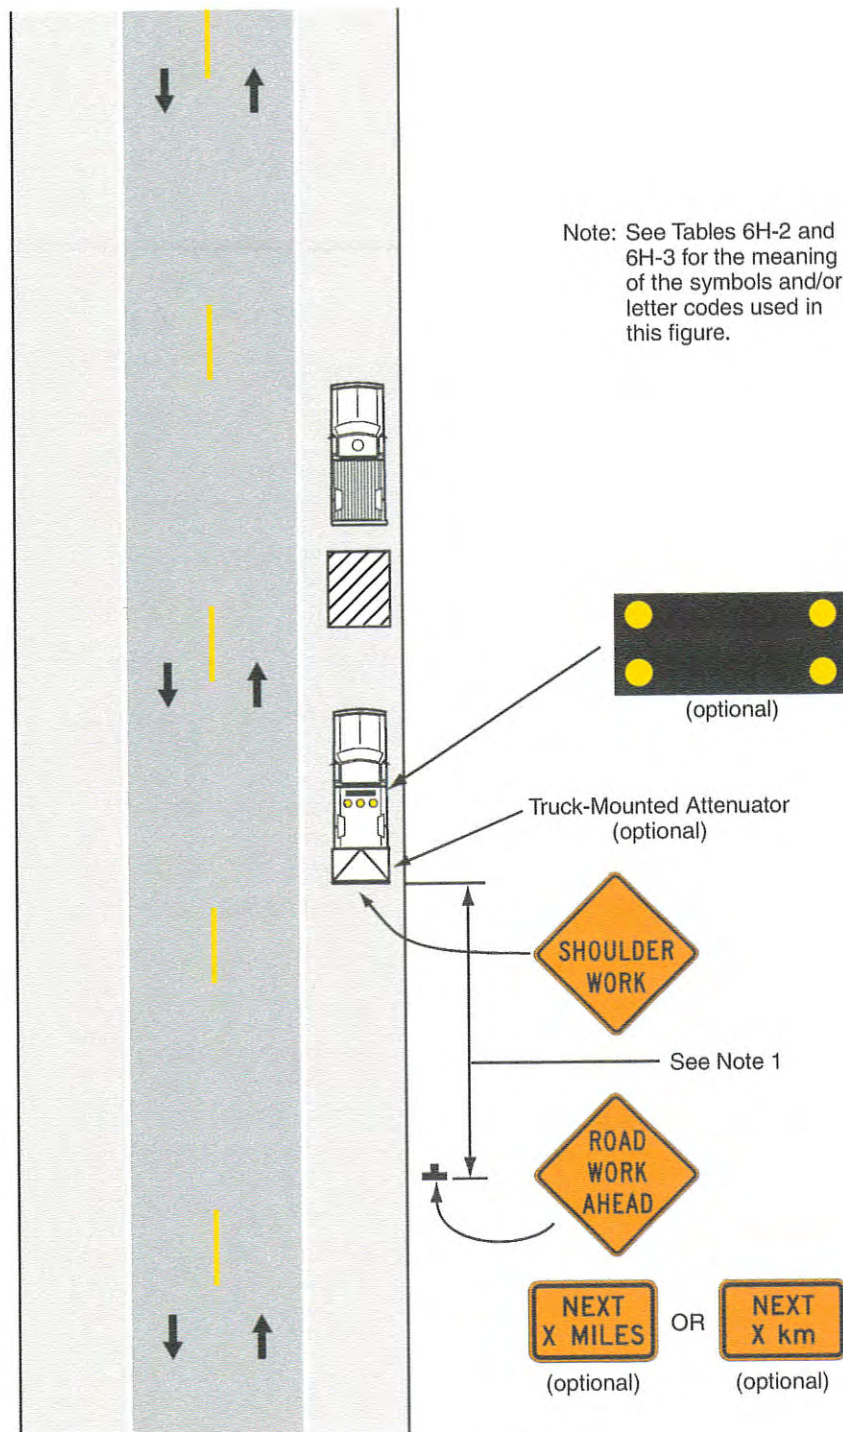 Note: See Tables 6H-2 and
6H-3 for the meaning
of the symbols and/or
letter codes used in
this figure.
(optional)
Truck-Mounted Attenuator
(optional)
SHOULDER
WORK
See Note 1
ROAD
WORK
AHEAD
NEXT
X MILES
OR
NEXT
X km
(optional)
(optional)